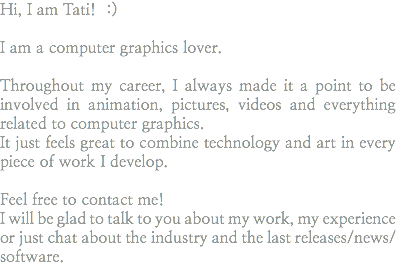 Hi, I am Tati!  :)
I am a computer graphics lover.
Throughout my career, I always made it a point to be
involved in animation, pictures, videos and everything
related to computer graphics.
It just feels great to combine technology and art in every
piece of work I develop.
Feel free to contact me!
I will be glad to talk to you about my work, my experience
or just chat about the industry and the last releases/news/
software.